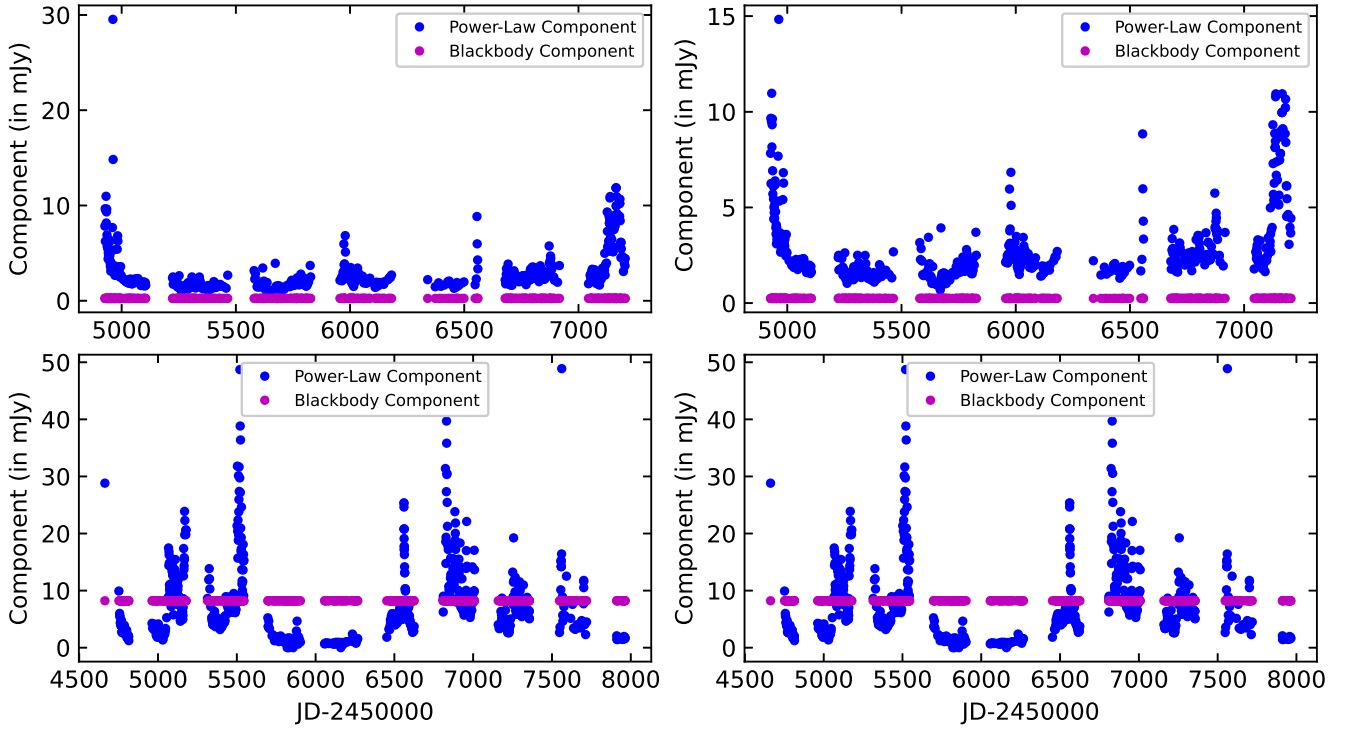 30
20
10
0
Component (in mJy)
Power-Law Component
Blackbody Component
5000 5500 6000 6500 7000
15
10
5
0
Component (in mJy)
Power-Law Component
Blackbody Component
5000 5500 6000 6500 7000
50
40
30
20
10
0
Component (in mJy)
Power-Law Component
Blackbody Component
4500 5000 5500 6000 6500 7000 7500 8000
JD-2450000
50
40
30
20
10
0
Component (in mJy)
Power-Law Component
Blackbody Component
4500 5000 5500 6000 6500 7000 7500 8000
JD-2450000